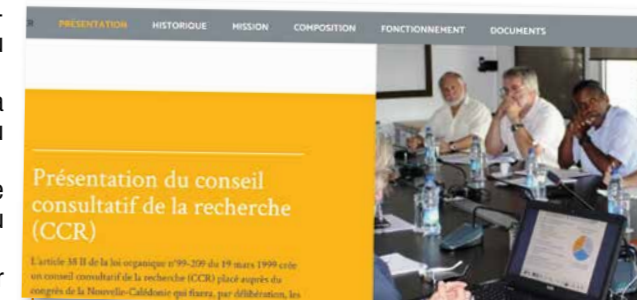 PRÉSENTATION HISTORIQUE MISSION COMPOSITION FONCTIONNEMENT DOCUMENTS
Présentation du conseil
consultatif de la recherche
(CCR)
L'article 38 II de la loi organique n°99-209 du 19 mars 1999 crée
un conseil consultatif de la recherche (CCR) placé auprès du
congrès de la Nouvelle-Calédonie qui fixera, par délibération, les